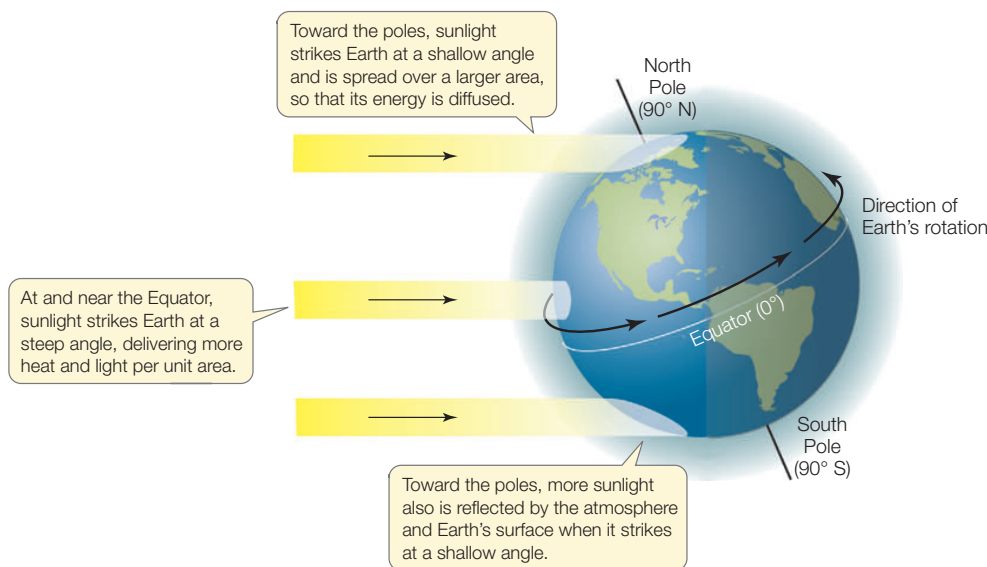 Toward the poles, sunlight
strikes Earth at a shallow angle
and is spread over a larger area,
so that its energy is diffused.
North
Pole
(90° N)
Direction of
Earth's rotation
At and near the Equator,
sunlight strikes Earth at a
steep angle, delivering more
heat and light per unit area.
Equator (0°)
South
Pole
(90° S)
Toward the poles, more sunlight
also is reflected by the atmosphere
and Earth's surface when it strikes
at a shallow angle.